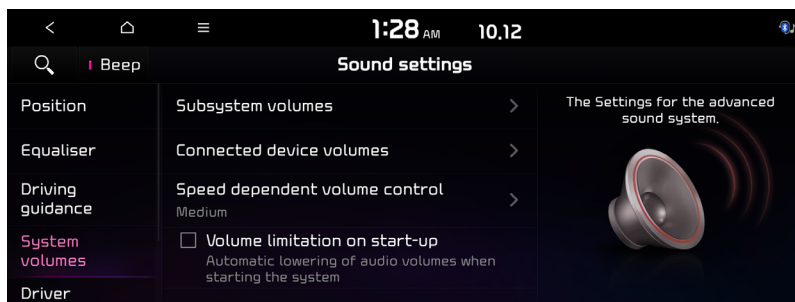 1:28 AM 10.12
Beep
Sound settings
Position
Equaliser
Driving
guidance
System
volumes
Driver
Subsystem volumes
Connected device volumes
Speed dependent volume control
Medium
Volume limitation on start-up
Automatic lowering of audio volumes when
starting the system
The Settings for the advanced
sound system.